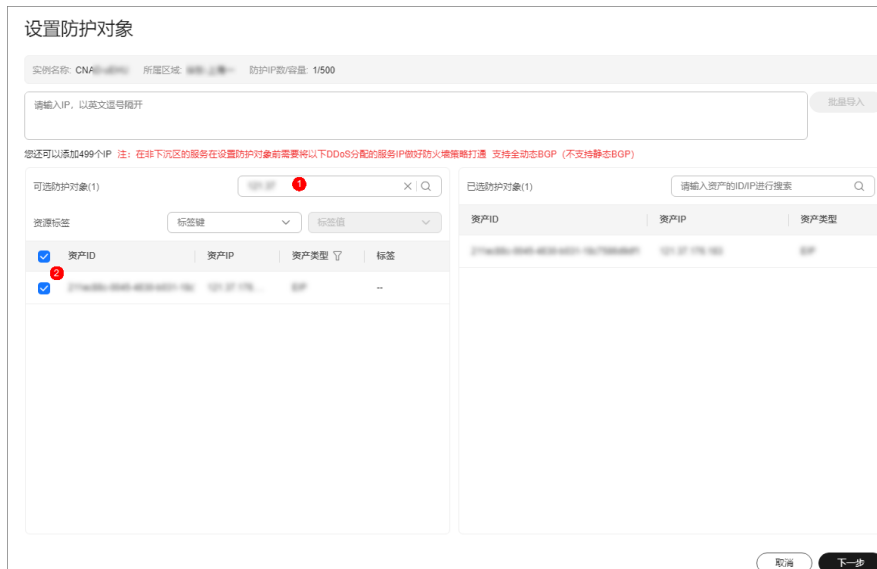 设置防护对象
实例名称: CNA 所属区域: 防护IP数/容量: 1/500
请输入IP，以英文逗号隔开
批量导入
您还可以添加499个IP 注：在非下沉区的服务在设置防护对象前需要将以下DDoS分配的服务IP做好防火墙策略打通 支持全动态BGP（不支持静态BGP）
可选防护对象(1)
1
已选防护对象(1)
请输入资产的ID/IP进行搜索
资源标签
标签键
标签值
资产ID 资产IP 资产类型
资产ID 资产IP 资产类型 标签
2
--
取消
下一步